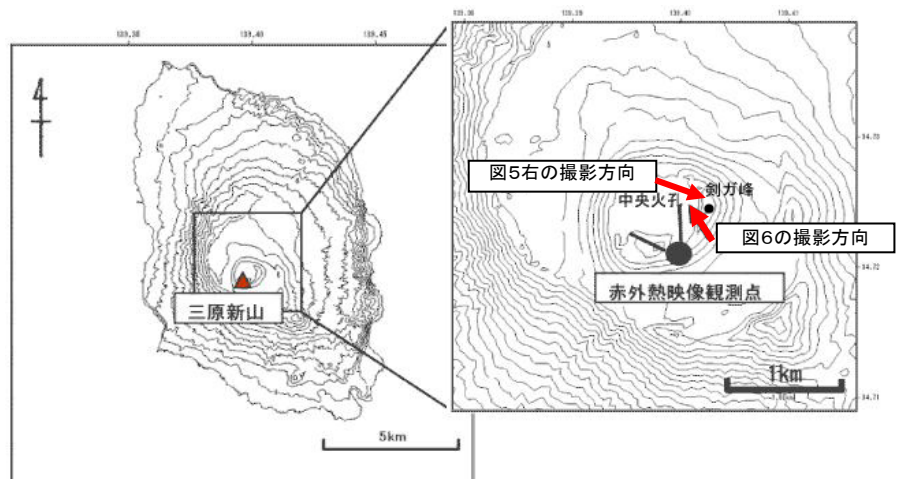 139.35
139.40
139.45
三原新山
5km
139.38
139.39
139.40
139.41
34.73
34.72
34.71
図5右の撮影方向
剣ガ峰
中央火孔
図6の撮影方向
赤外熱映像観測点
1km